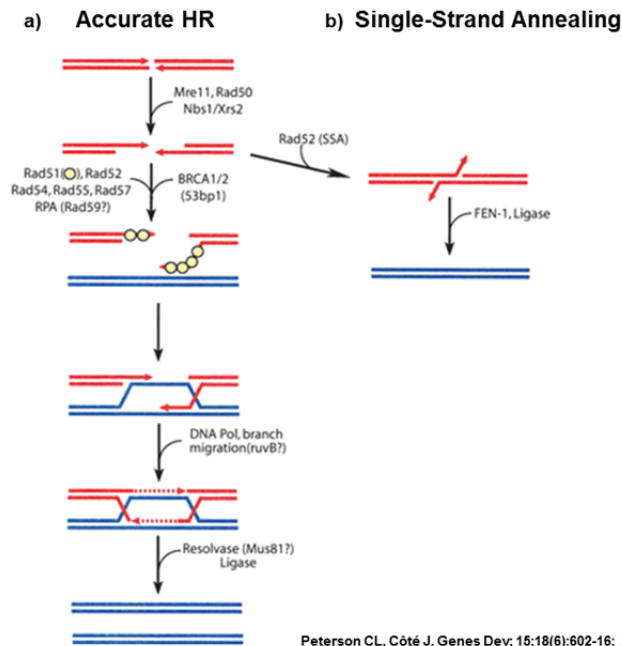 a) Accurate HR
b) Single-Strand Annealing
Mre11, Rad50
Nbs1/Xrs2
Rad52 (SSA)
Rad51(O), Rad52
Rad54, Rad55, Rad57
RPA (Rad59?)
BRCA1/2
(53bp1)
FEN-1, Ligase
DNA Pol, branch
migration(ruvB?)
Resolvase (Mus81?)
Ligase
Peterson CL, Côté J. Genes Dev; 15;18(6):602-16;